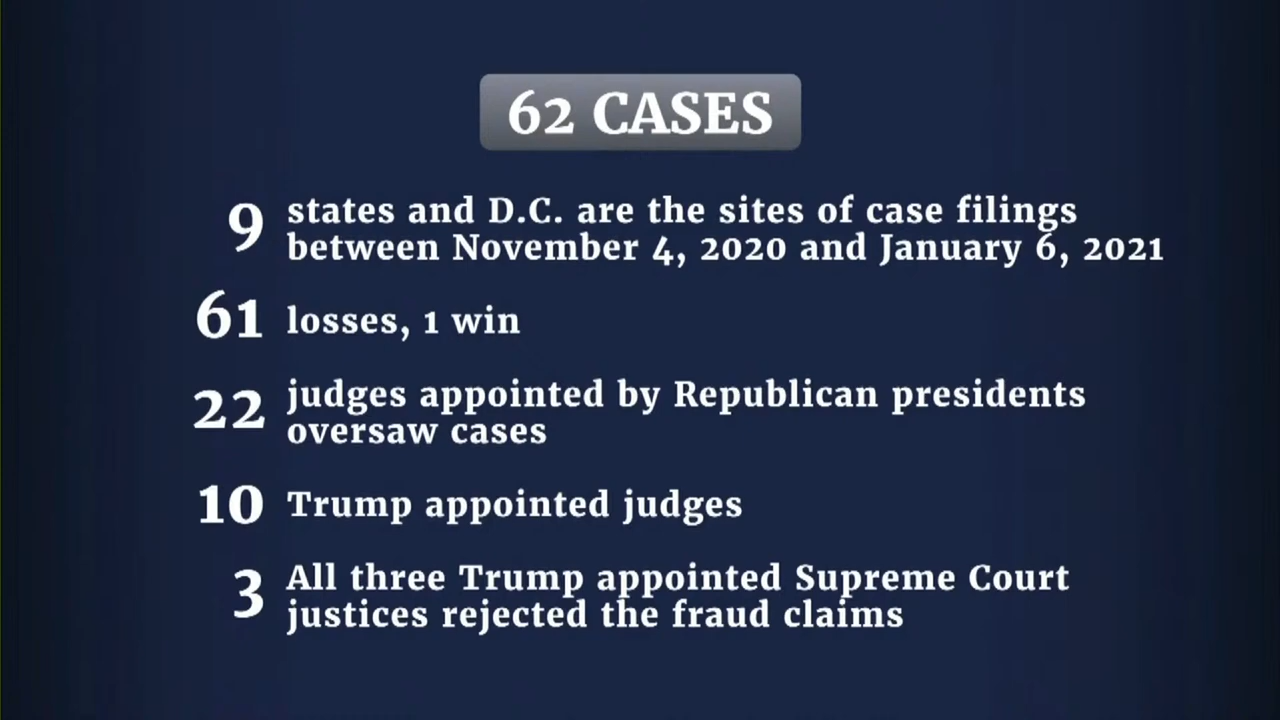 62 CASES
9 states and D.C. are the sites of case filings
between November 4, 2020 and January 6, 2021
61 losses, 1 win
22 judges appointed by Republican presidents
oversaw cases
10 Trump appointed judges
3 All three Trump appointed Supreme Court
justices rejected the fraud claims